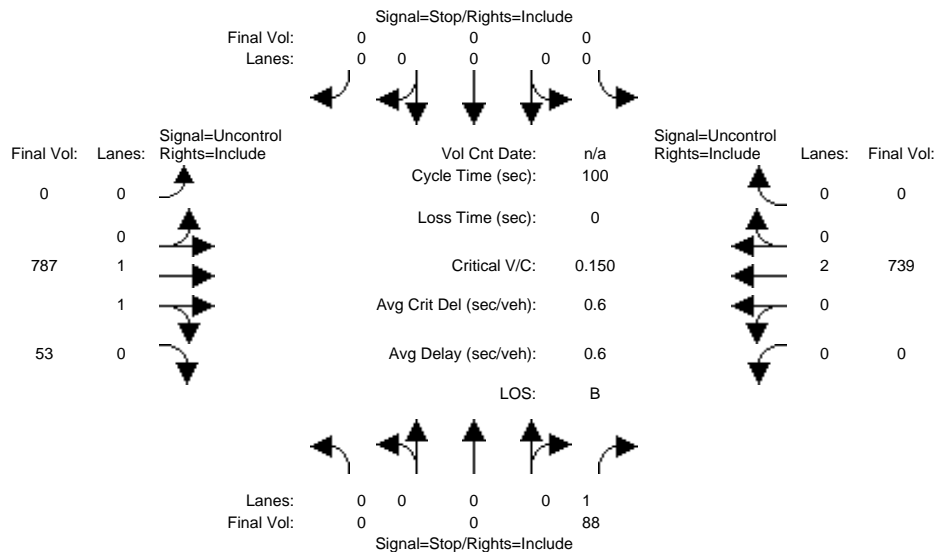 Signal=Stop/Rights=Include
Final Vol: 0 0 0
Lanes: 0 0 0 0 0
Signal=Uncontrol
Final Vol: Lanes: Rights=Include
Vol Cnt Date: n/a
Signal=Uncontrol
Rights=Include Lanes: Final Vol:
0 0
Cycle Time (sec): 100
0 0
Loss Time (sec): 0
0
0
787 1
Critical V/C: 0.150
2 739
1
Avg Crit Del (sec/veh): 0.6
0
53 0
Avg Delay (sec/veh): 0.6
0 0
LOS: B
Lanes: 0 0 0 0 1
Final Vol: 0 0 88
Signal=Stop/Rights=Include